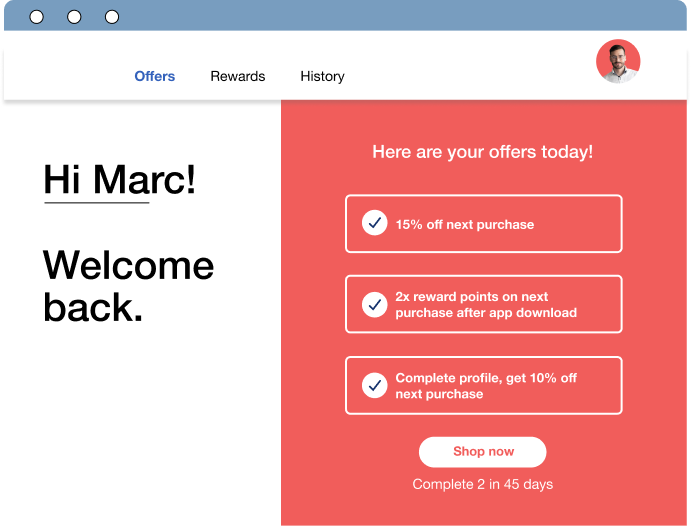 Offers Rewards History
Hi Marc!
Welcome
back.
Here are your offers today!
15% off next purchase
2x reward points on next
purchase after app download
Complete profile, get 10% off
next purchase
Shop now
Complete 2 in 45 days